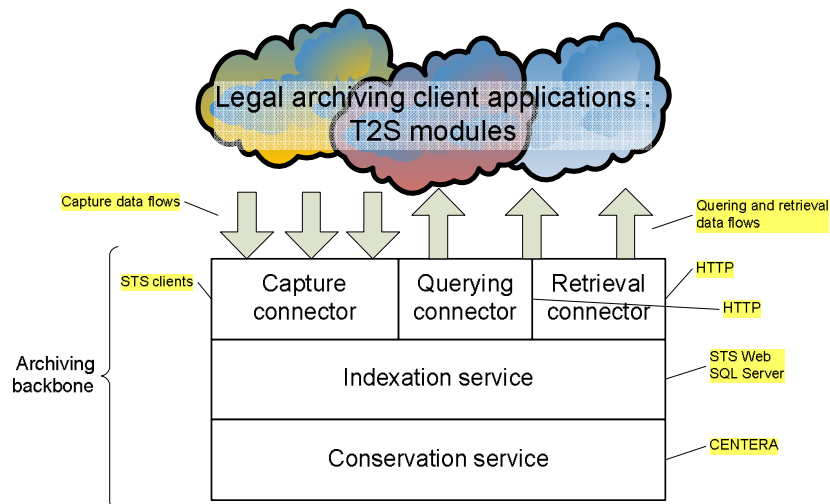 Legal archiving client applications :
T2S modules
Capture data flows
Quering and retrieval
data flows
STS clients
Capture
connector
Querying
connector
Retrieval
connector
HTTP
HTTP
Archiving
backbone
Indexation service
STS Web
SQL Server
Conservation service
CENTERA